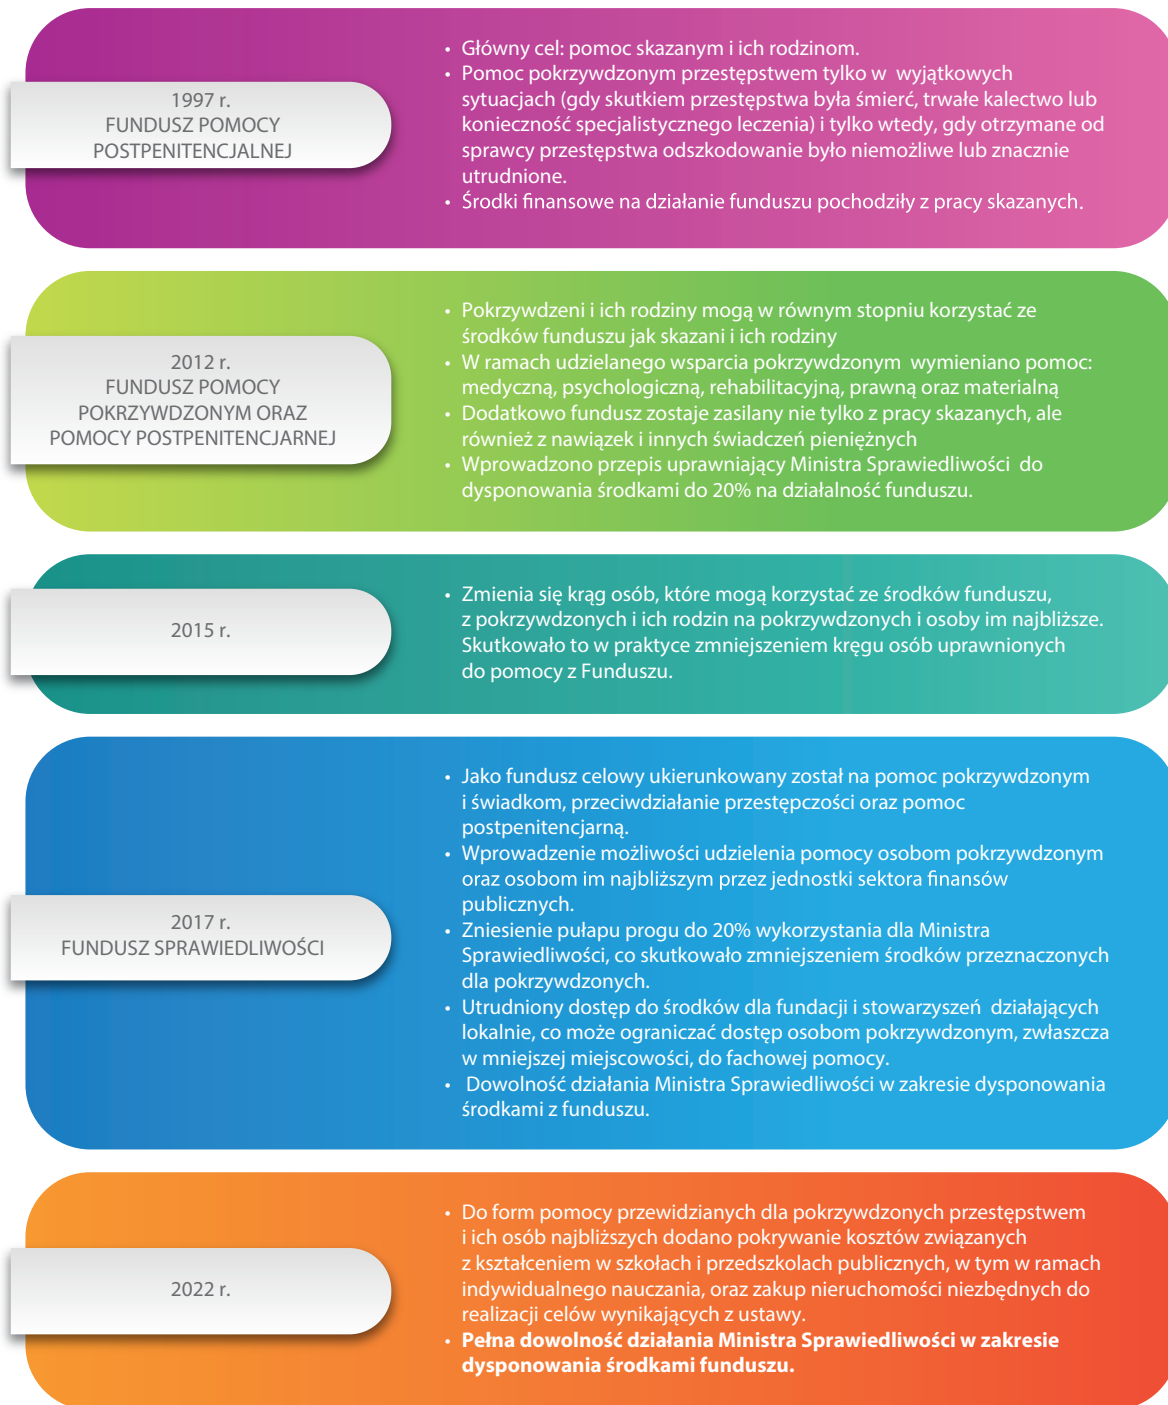 1997 r.
FUNDUSZ POMOCY
POSTPENITENCJALNEJ
• Główny cel: pomoc skazanym i ich rodzinom.
• Pomoc pokrzywdzonym przestępstwem tylko w wyjątkowych
sytuacjach (gdy skutkiem przestępstwa była śmierć, trwałe kalectwo lub
konieczność specjalistycznego leczenia) i tylko wtedy, gdy otrzymane od
sprawcy przestępstwa odszkodowanie było niemożliwe lub znacznie
utrudnione.
• Środki finansowe na działanie funduszu pochodziły z pracy skazanych.
2012 r.
FUNDUSZ POMOCY
POKRZYWDZONYM ORAZ
POMOCY POSTPENITENCJARNEJ
• Pokrzywdzeni i ich rodziny mogą w równym stopniu korzystać ze
środków funduszu jak skazani i ich rodziny
• W ramach udzielanego wsparcia pokrzywdzonym wymieniano pomoc:
medyczną, psychologiczną, rehabilitacyjną, prawną oraz materialną
• Dodatkowo fundusz zostaje zasilany nie tylko z pracy skazanych, ale
również z nawiązek i innych świadczeń pieniężnych
• Wprowadzono przepis uprawniający Ministra Sprawiedliwości do
dysponowania środkami do 20% na działalność funduszu.
2015 r.
• Zmienia się krąg osób, które mogą korzystać ze środków funduszu,
z pokrzywdzonych i ich rodzin na pokrzywdzonych i osoby im najbliższe.
Skutkowało to w praktyce zmniejszeniem kręgu osób uprawnionych
do pomocy z Funduszu.
2017 r.
FUNDUSZ SPRAWIEDLIWOŚCI
• Jako fundusz celowy ukierunkowany został na pomoc pokrzywdzonym
i świadkom, przeciwdziałanie przestępczości oraz pomoc
postpenitencjarną.
• Wprowadzenie możliwości udzielenia pomocy osobom pokrzywdzonym
oraz osobom im najbliższym przez jednostki sektora finansów
publicznych.
• Zniesienie pułapu progu do 20% wykorzystania dla Ministra
Sprawiedliwości, co skutkowało zmniejszeniem środków przeznaczonych
dla pokrzywdzonych.
• Utrudniony dostęp do środków dla fundacji i stowarzyszeń działających
lokalnie, co może ograniczać dostęp osobom pokrzywdzonym, zwłaszcza
w mniejszej miejscowości, do fachowej pomocy.
• Dowolność działania Ministra Sprawiedliwości w zakresie dysponowania
środkami z funduszu.
2022 r.
• Do form pomocy przewidzianych dla pokrzywdzonych przestępstwem
i ich osób najbliższych dodano pokrywanie kosztów związanych
z kształceniem w szkołach i przedszkolach publicznych, w tym w ramach
indywidualnego nauczania, oraz zakup nieruchomości niezbędnych do
realizacji celów wynikających z ustawy.
• Pełna dowolność działania Ministra Sprawiedliwości w zakresie
dysponowania środkami funduszu.